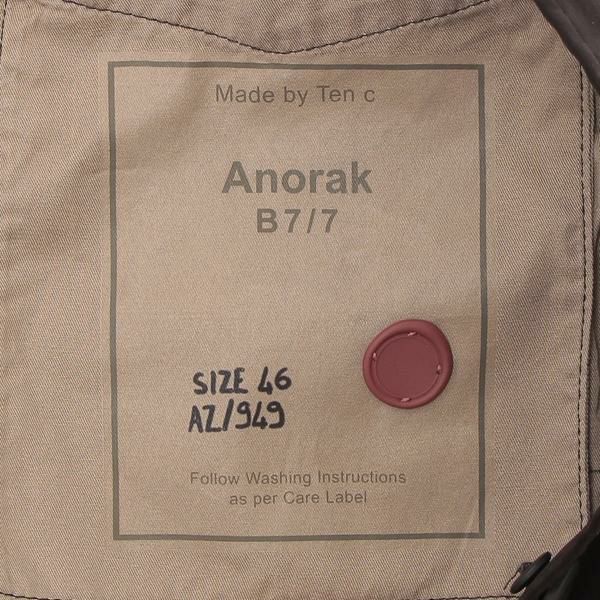 Made by Ten c
Anorak
B7/7
SIZE 46
AZ/949
Follow Washing Instructions
as per Care Label